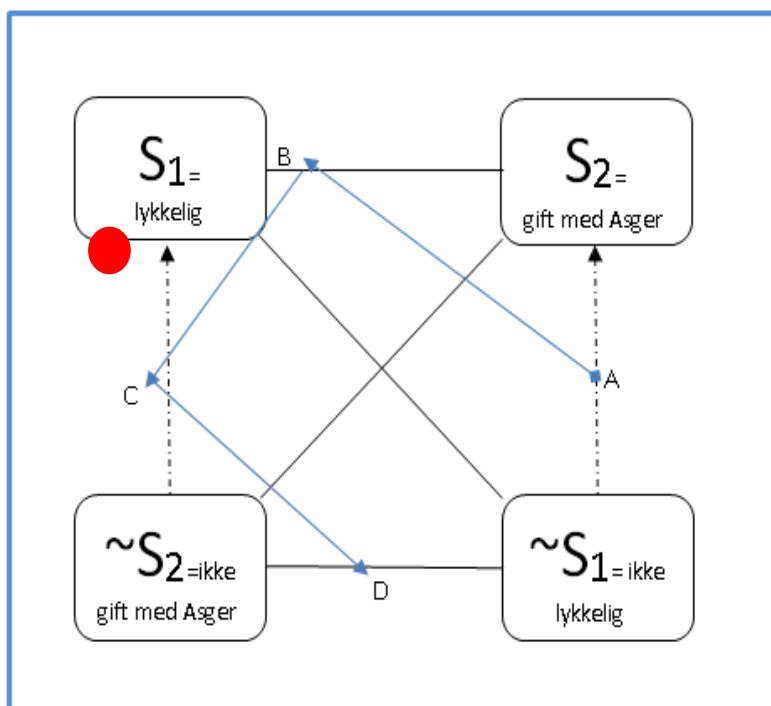 S1=
lykkelig
S2=
gift med Asger
B
C
A
~S2=ikke
gift med Asger
~S1= ikke
lykkelig
D